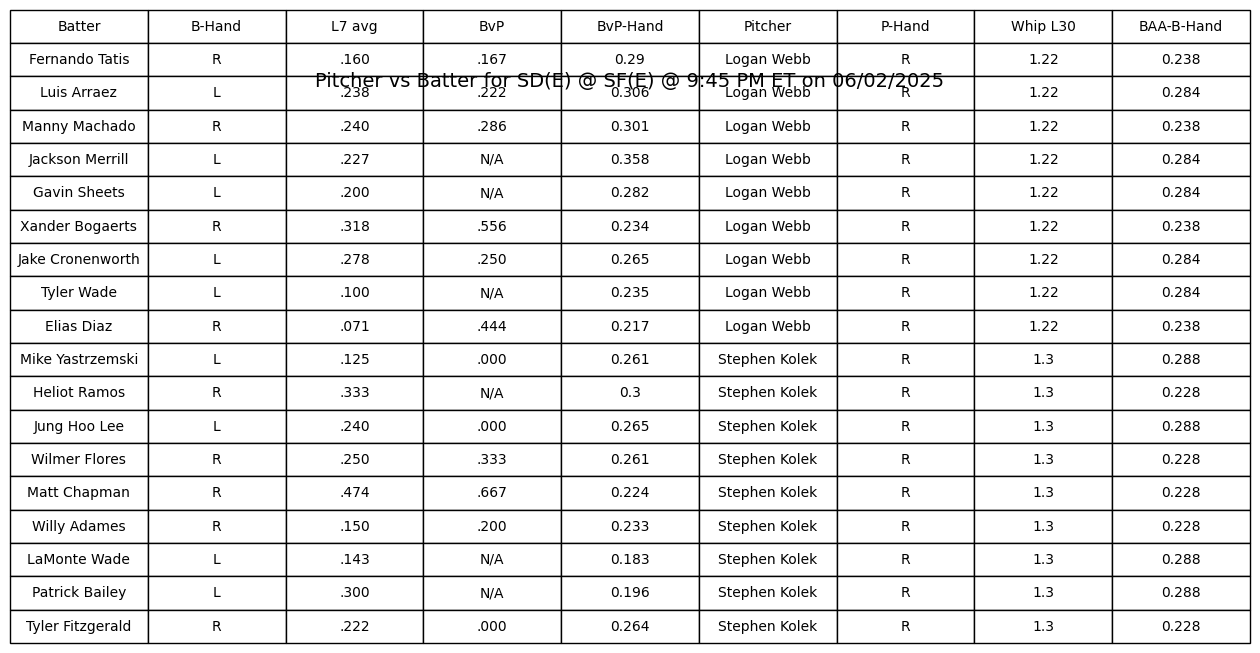 Batter B-Hand L7 avg BvP BvP-Hand Pitcher P-Hand Whip L30 BAA-B-Hand
Fernando Tatis R .160 .167 0.29 Logan Webb R 1.22 0.238
Pitcher vs Batter for SD(E) @ SF(E) @ 9:45 PM ET on 06/02/2025
Luis Arraez L .238 .222 0.306 Logan Webb R 1.22 0.284
Manny Machado R .240 .286 0.301 Logan Webb R 1.22 0.238
Jackson Merrill L .227 N/A 0.358 Logan Webb R 1.22 0.284
Gavin Sheets L .200 N/A 0.282 Logan Webb R 1.22 0.284
Xander Bogaerts R .318 .556 0.234 Logan Webb R 1.22 0.238
Jake Cronenworth L .278 .250 0.265 Logan Webb R 1.22 0.284
Tyler Wade L .100 N/A 0.235 Logan Webb R 1.22 0.284
Elias Diaz R .071 .444 0.217 Logan Webb R 1.22 0.238
Mike Yastrzemski L .125 .000 0.261 Stephen Kolek R 1.3 0.288
Heliot Ramos R .333 N/A 0.3 Stephen Kolek R 1.3 0.228
Jung Hoo Lee L .240 .000 0.265 Stephen Kolek R 1.3 0.288
Wilmer Flores R .250 .333 0.261 Stephen Kolek R 1.3 0.228
Matt Chapman R .474 .667 0.224 Stephen Kolek R 1.3 0.228
Willy Adames R .150 .200 0.233 Stephen Kolek R 1.3 0.228
LaMonte Wade L .143 N/A 0.183 Stephen Kolek R 1.3 0.288
Patrick Bailey L .300 N/A 0.196 Stephen Kolek R 1.3 0.288
Tyler Fitzgerald R .222 .000 0.264 Stephen Kolek R 1.3 0.228